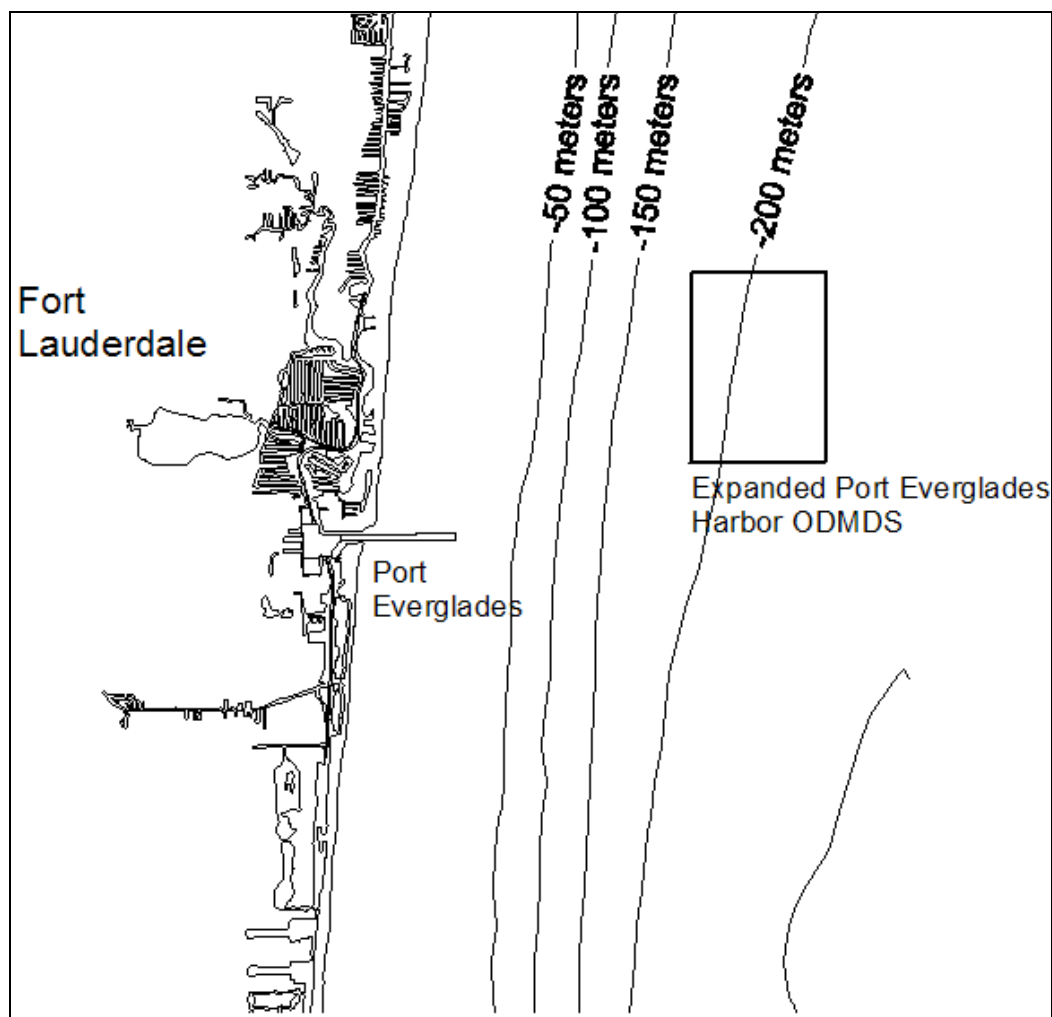 -50 meters
-100 meters
-150 meters
-200 meters
Fort
Lauderdale
Expanded Port Everglades
Harbor ODMDS
Port
Everglades